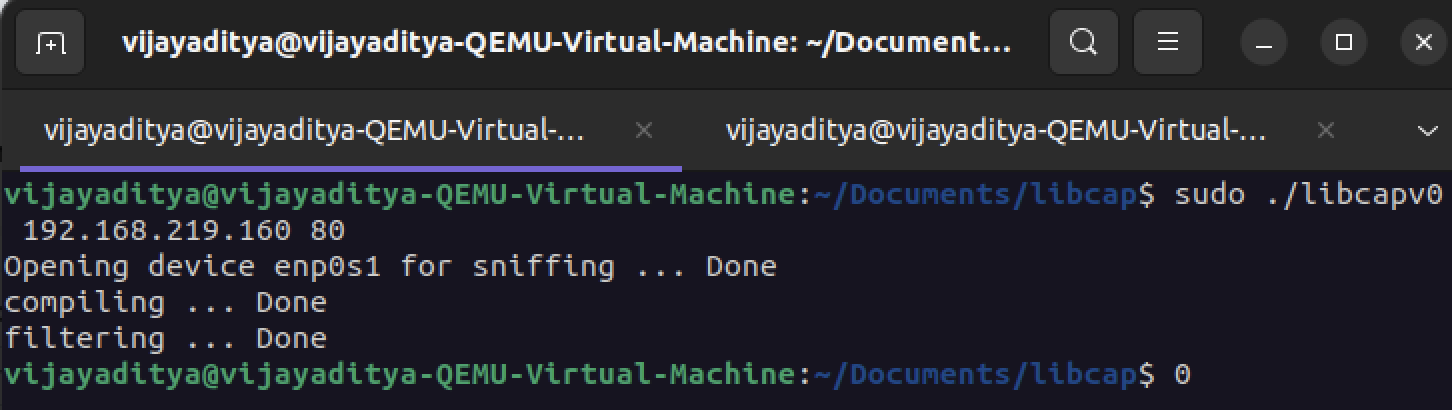 vijayaditya@vijayaditya-QEMU-Virtual-Machine: ~/Document...
vijayaditya@vijayaditya-QEMU-Virtual-...
vijayaditya@vijayaditya-QEMU-Virtual-...
vijayaditya@vijayaditya-QEMU-Virtual-Machine:~/Documents/libcap$ sudo ./libcapv0
192.168.219.160 80
Opening device enp0s1 for sniffing ... Done
compiling ... Done
filtering ... Done
vijayaditya@vijayaditya-QEMU-Virtual-Machine:~/Documents/libcap$ 0